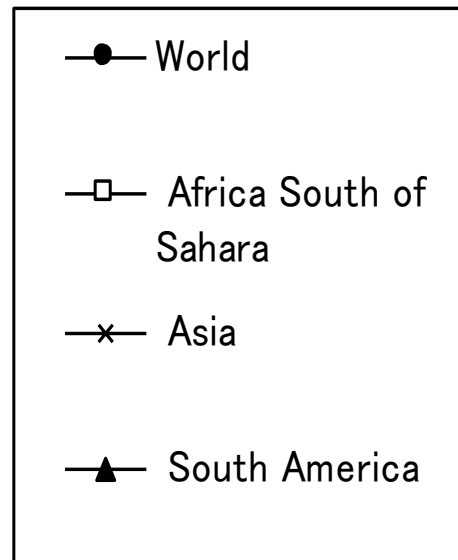 World
Africa South of
Sahara
Asia
South America